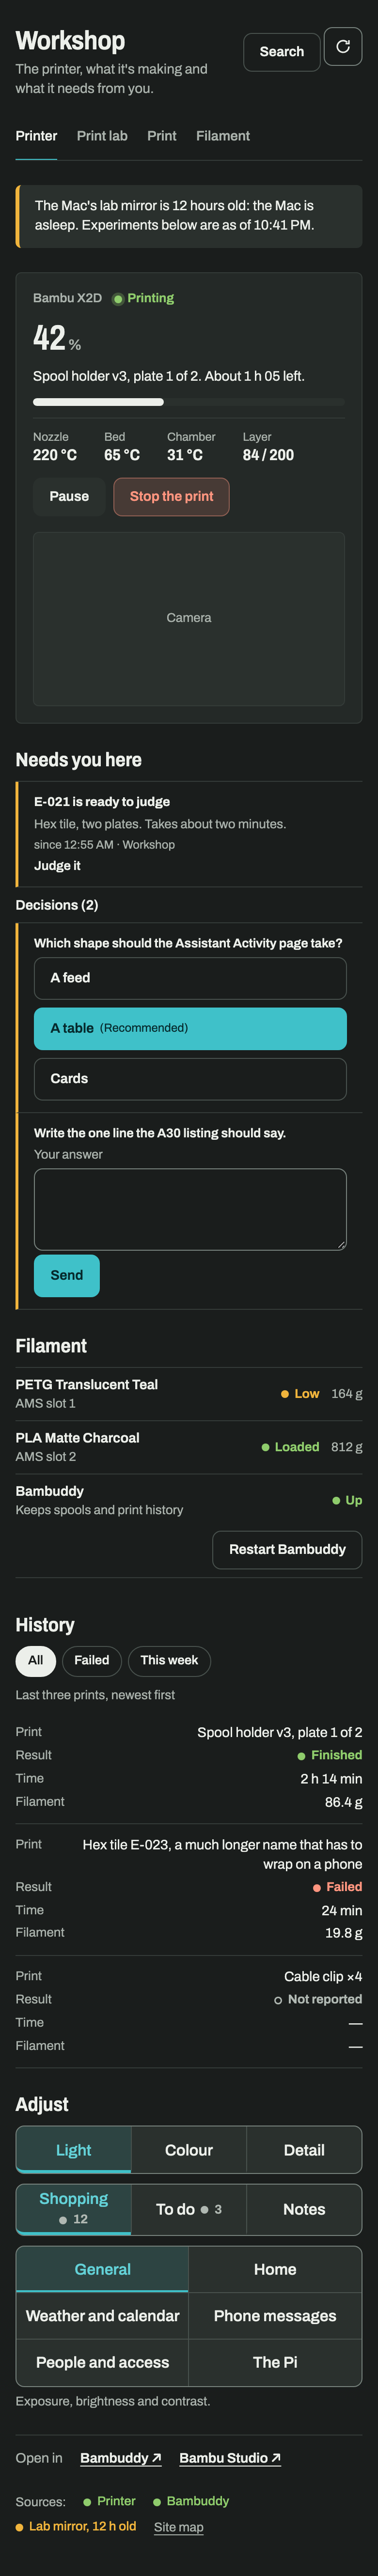 Workshop
The printer, what it's making and
what it needs from you.
Search
Printer
Print lab
Print
Filament
The Mac's lab mirror is 12 hours old: the Mac is
asleep. Experiments below are as of 10:41 PM.
Bambu X2D
Printing
42 %
Spool holder v3, plate 1 of 2. About 1 h 05 left.
Nozzle Bed Chamber Layer
220 °C 65 °C 31 °C 84 / 200
Pause
Stop the print
Camera
Needs you here
E-021 is ready to judge
Hex tile, two plates. Takes about two minutes.
since 12:55 AM · Workshop
Judge it
Decisions (2)
Which shape should the Assistant Activity page take?
A feed
A table (Recommended)
Cards
Write the one line the A30 listing should say.
Your answer
Send
Filament
PETG Translucent Teal
AMS slot 1
Low 164 g
PLA Matte Charcoal
AMS slot 2
Loaded 812 g
Bambuddy
Keeps spools and print history
Up
Restart Bambuddy
History
All
Failed
This week
Last three prints, newest first
Print Spool holder v3, plate 1 of 2
Result Finished
Time 2 h 14 min
Filament 86.4 g
Print Hex tile E-023, a much longer name that has to
wrap on a phone
Result Failed
Time 24 min
Filament 19.8 g
Print Cable clip ×4
Result Not reported
Time —
Filament —
Adjust
Light Colour Detail
Shopping
12
To do 3
Notes
General Home
Weather and calendar Phone messages
People and access The Pi
Exposure, brightness and contrast.
Open in Bambuddy ↗ Bambu Studio ↗
Sources: Printer Bambuddy
Lab mirror, 12 h old Site map